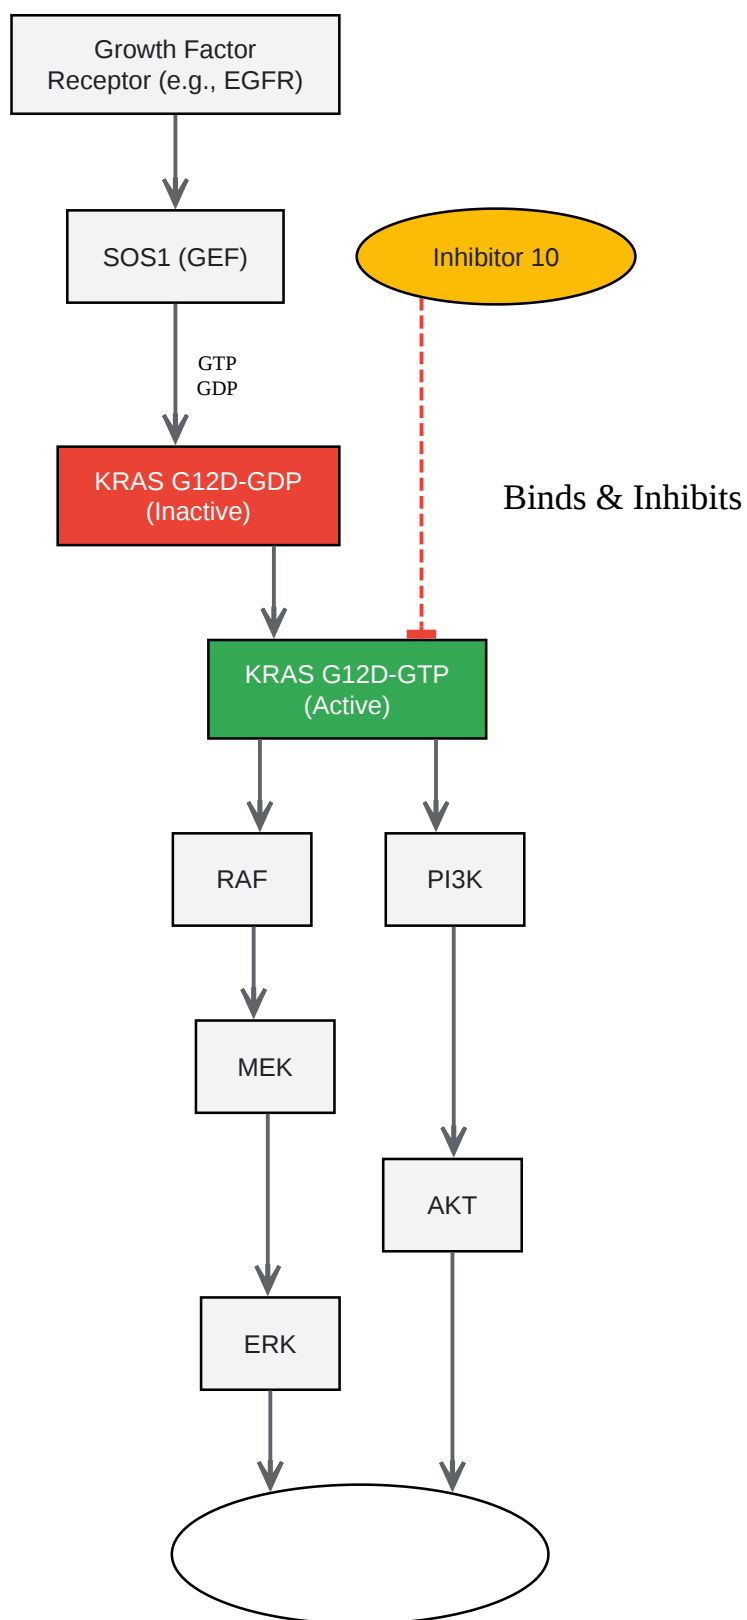 Growth Factor
Receptor (e.g., EGFR)
SOS1 (GEF)
Inhibitor 10
GTP
GDP
KRAS G12D-GDP
(Inactive)
Binds & Inhibits
KRAS G12D-GTP
(Active)
RAF
PI3K
MEK
AKT
ERK